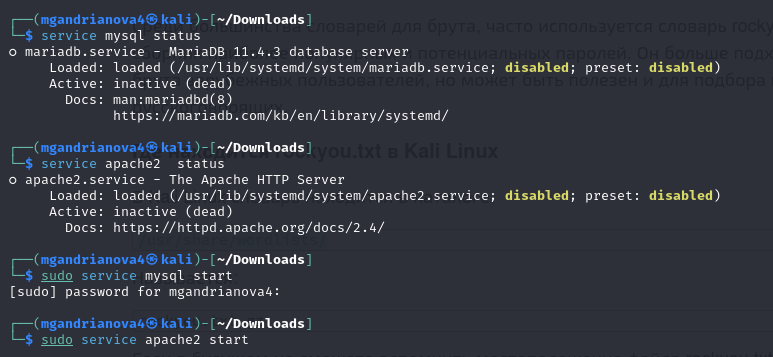 ┌──(mgandrianova4㉿kali)-[~/Downloads]
└─$ service mysql status
○ mariadb.service - MariaDB 11.4.3 database server
     Loaded: loaded (/usr/lib/systemd/system/mariadb.service; disabled; preset: disabled)
     Active: inactive (dead)
       Docs: man:mariadbd(8)
             https://mariadb.com/kb/en/library/systemd/
┌──(mgandrianova4㉿kali)-[~/Downloads]
└─$ service apache2  status
○ apache2.service - The Apache HTTP Server
     Loaded: loaded (/usr/lib/systemd/system/apache2.service; disabled; preset: disabled)
     Active: inactive (dead)
       Docs: https://httpd.apache.org/docs/2.4/
┌──(mgandrianova4㉿kali)-[~/Downloads]
└─$ sudo service mysql start
[sudo] password for mgandrianova4:
┌──(mgandrianova4㉿kali)-[~/Downloads]
└─$ sudo service apache2 start